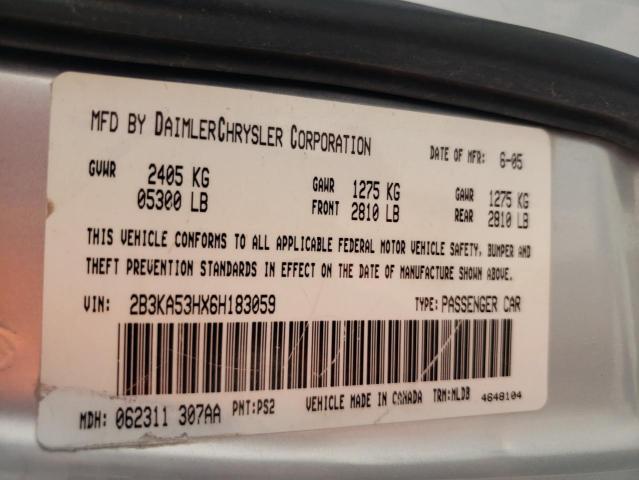 MFD BY DAIMLERCHRYSLER CORPORATION DATE OF MFR: 6-05
GVWR 2405 KG GAWR 1275 KG GAWR 1275 KG
05300 LB FRONT 2810 LB REAR 2810 LB
THIS VEHICLE CONFORMS TO ALL APPLICABLE FEDERAL MOTOR VEHICLE SAFETY, BUMPER AND
THEFT PREVENTION STANDARDS IN EFFECT ON THE DATE OF MANUFACTURE SHOWN ABOVE.
VIN: 2B3KA53HX6H183059 TYPE: PASSENGER CAR
MDH: 062311 307AA PNT:PS2 VEHICLE MADE IN CANADA TRM:MLDB 4648104